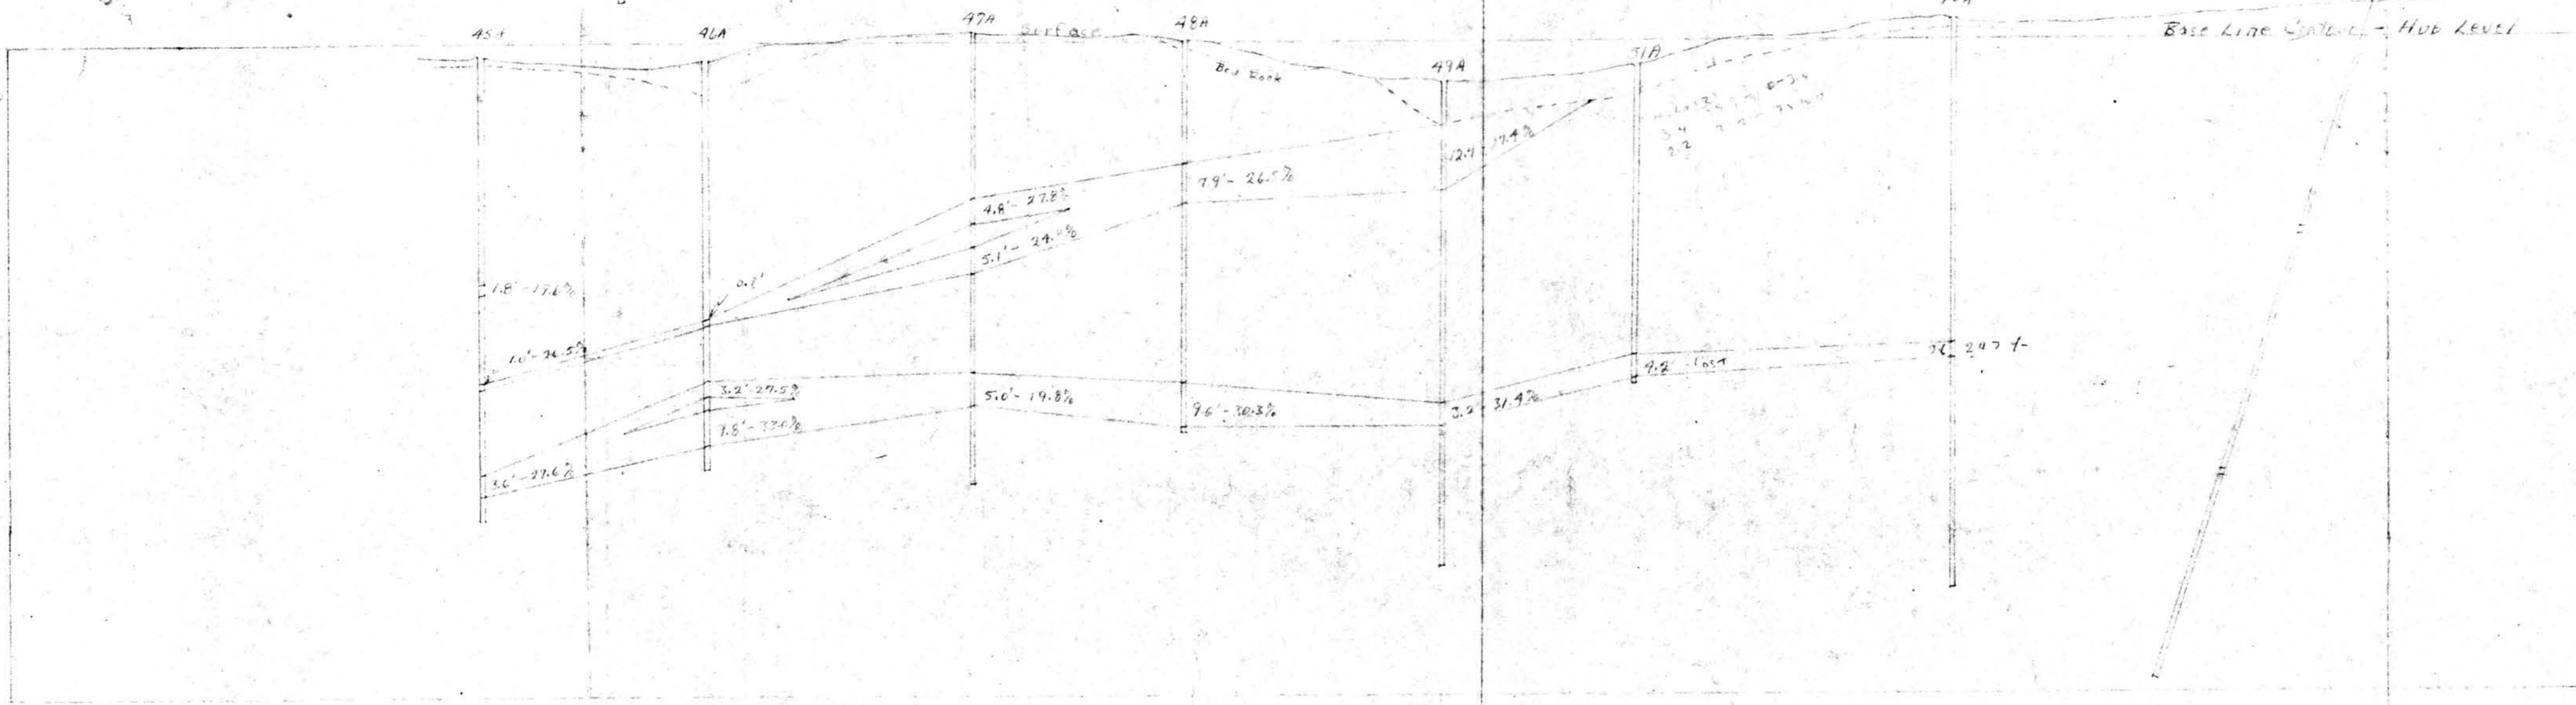 45A
46A
47A
Surface
48A
Bed Rock
49A
51A
Base Line Contour - Hub Level
12.7 17.4%
7.9' - 26.5%
4.8' - 27.8%
5.1' -
0.2'
1.8' - 17.6%
1.0' - 26.5%
3.2' - 27.5%
7.8' - 33.0%
3.6' - 27.6%
5.0' - 19.8%
9.6' - 30.3%
3.2 31.4%
9.2' Lost